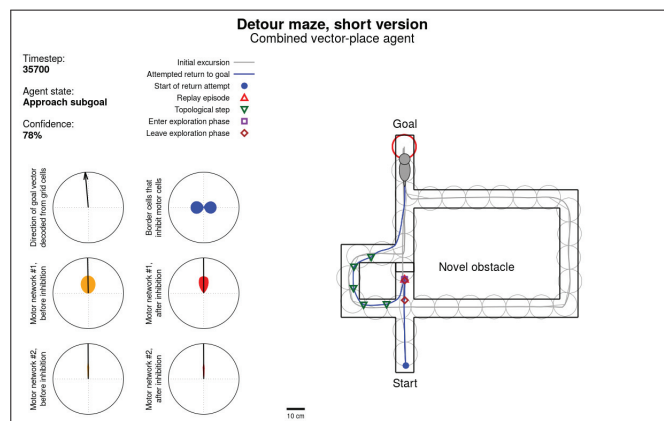 Detour maze, short version
Combined vector-place agent
Timestep:
35700
Agent state:
Approach subgoal
Confidence:
78%
Initial excursion
Attempted return to goal
Start of return attempt
Replay episode
Topological step
Enter exploration phase
Leave exploration phase
Direction of goal vector
decoded from grid cells
Border cells that
inhibit motor cells
Motor network #1,
before inhibition
Motor network #1,
after inhibition
Motor network #2,
before inhibition
Motor network #2,
after inhibition
Goal
Novel obstacle
Start
10 cm